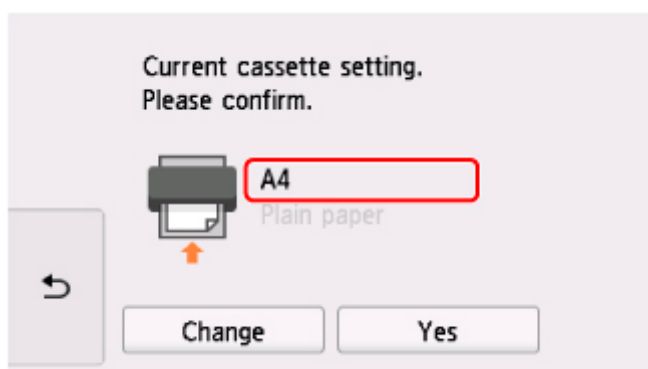 Current cassette setting.
Please confirm.
A4
Plain paper
Change
Yes